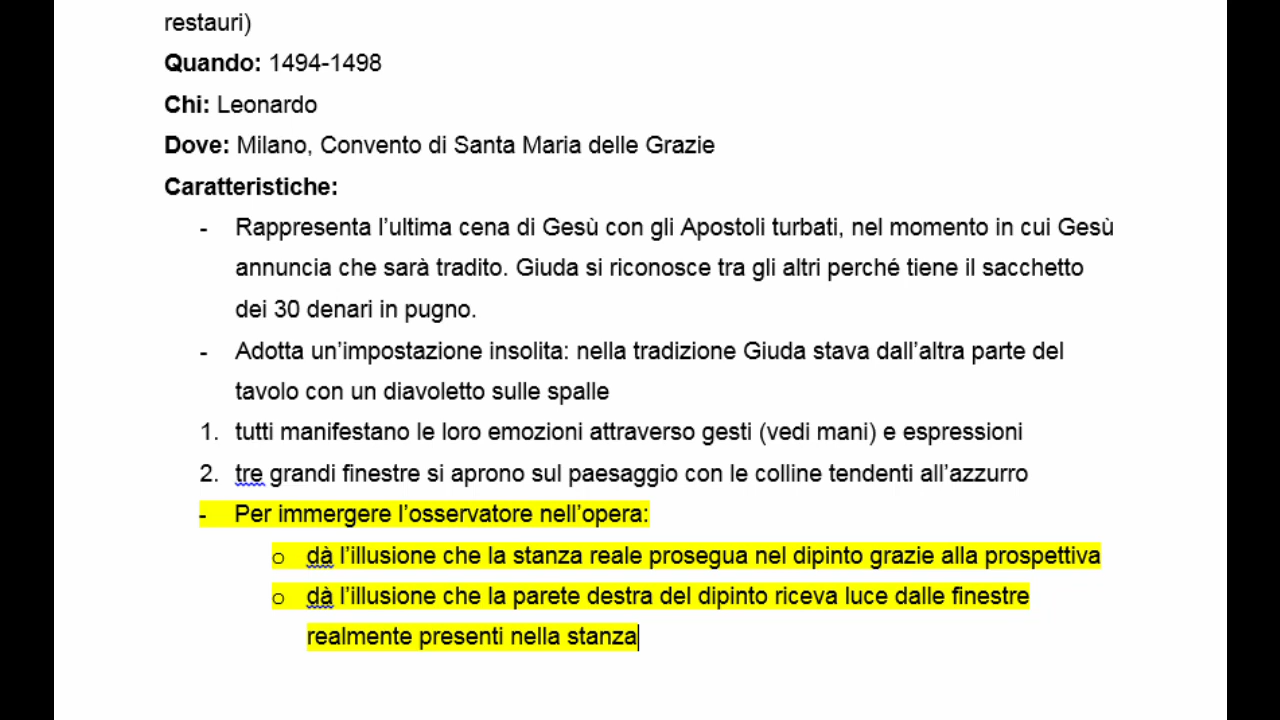 restauri)
Quando: 1494-1498
Chi: Leonardo
Dove: Milano, Convento di Santa Maria delle Grazie
Caratteristiche:
- Rappresenta l’ultima cena di Gesù con gli Apostoli turbati, nel momento in cui Gesù
annuncia che sarà tradito. Giuda si riconosce tra gli altri perché tiene il sacchetto
dei 30 denari in pugno.
- Adotta un’impostazione insolita: nella tradizione Giuda stava dall’altra parte del
tavolo con un diavoletto sulle spalle
1. tutti manifestano le loro emozioni attraverso gesti (vedi mani) e espressioni
2. tre grandi finestre si aprono sul paesaggio con le colline tendenti all’azzurro
- Per immergere l’osservatore nell’opera:
o dà l’illusione che la stanza reale prosegua nel dipinto grazie alla prospettiva
o dà l’illusione che la parete destra del dipinto riceva luce dalle finestre
realmente presenti nella stanza